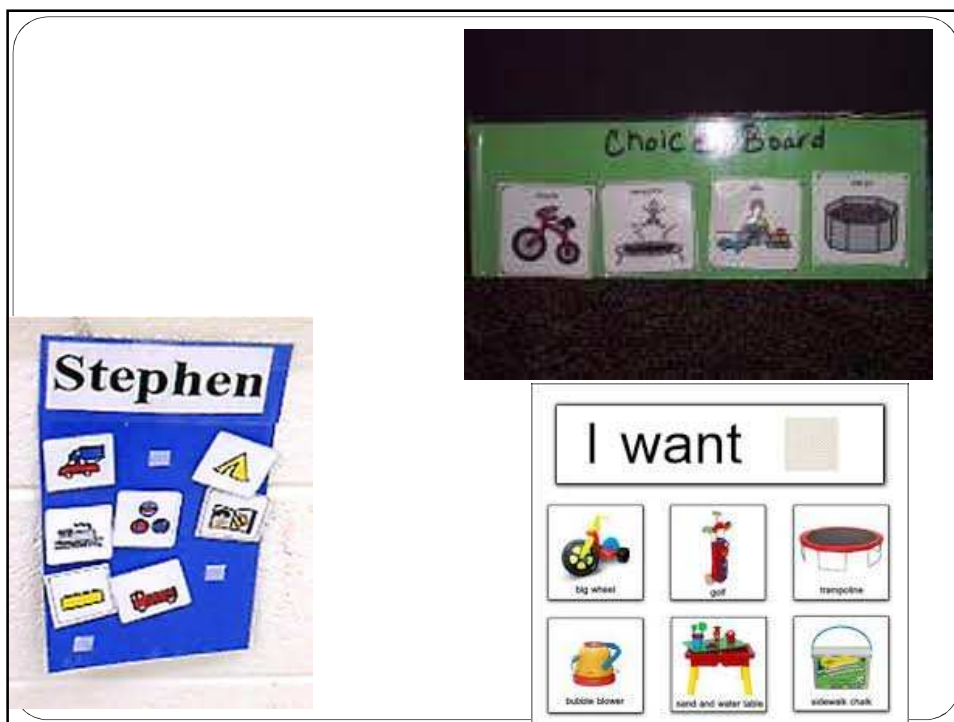 Choice Board
Stephen
I want
big wheel
golf
trampoline
bubble blower
sand and water table
sidewalk chalk